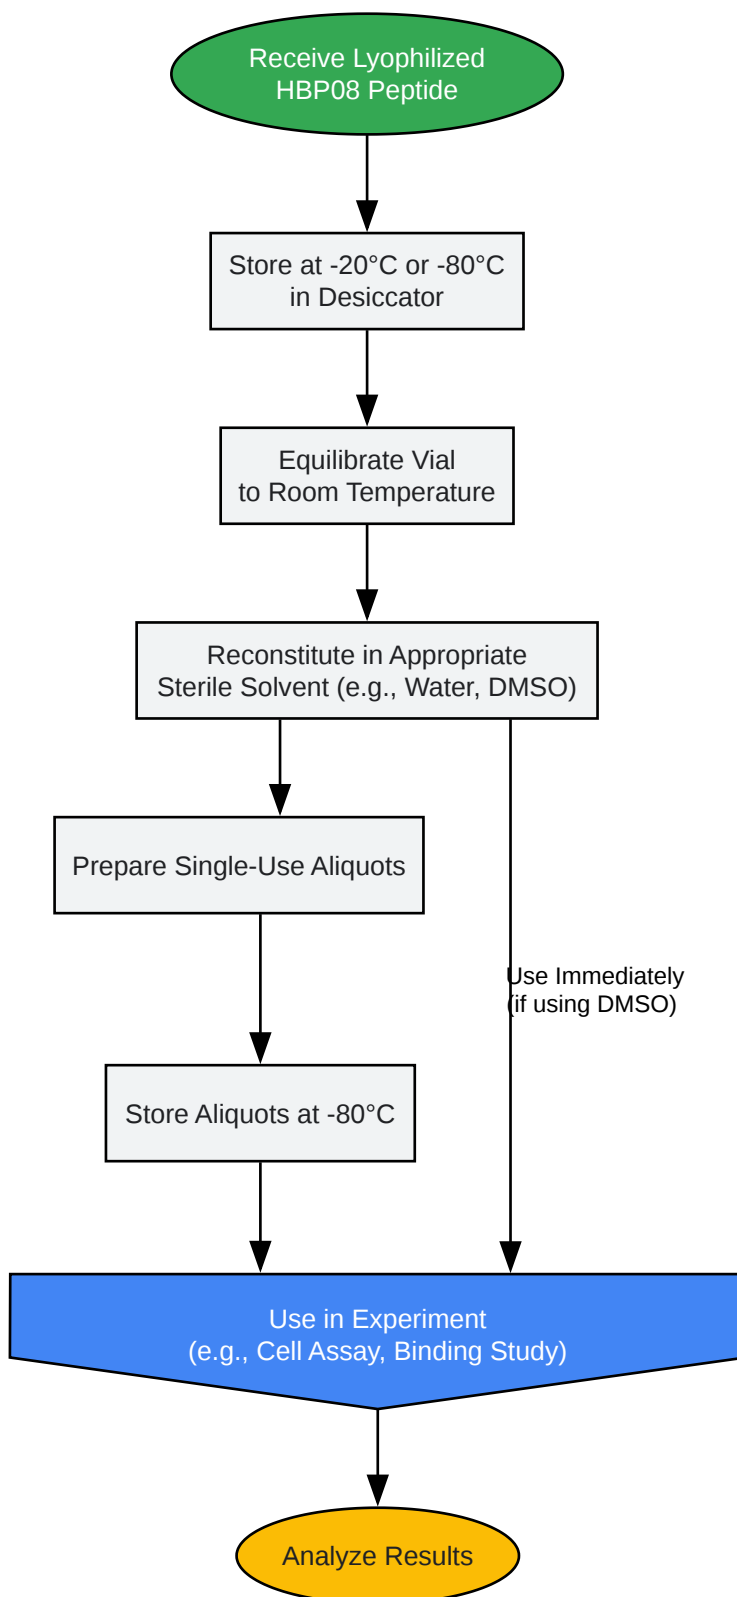 Receive Lyophilized
HBP08 Peptide
Store at -20°C or -80°C
in Desiccator
Equilibrate Vial
to Room Temperature
Reconstitute in Appropriate
Sterile Solvent (e.g., Water, DMSO)
Prepare Single-Use Aliquots
Use Immediately
(if using DMSO)
Store Aliquots at -80°C
Use in Experiment
(e.g., Cell Assay, Binding Study)
Analyze Results